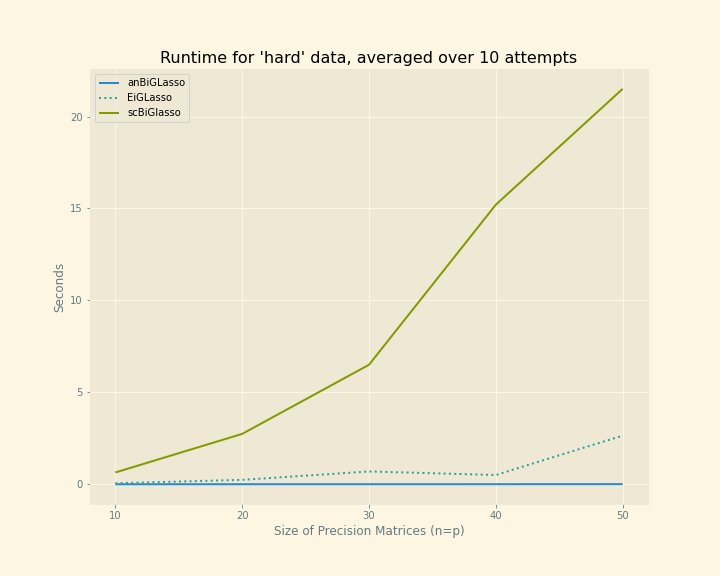 Runtime for 'hard' data, averaged over 10 attempts
anBiGLasso
EiGLasso
scBiGlasso
20
15
10
5
0
Seconds
10 20 30 40 50
Size of Precision Matrices (n=p)